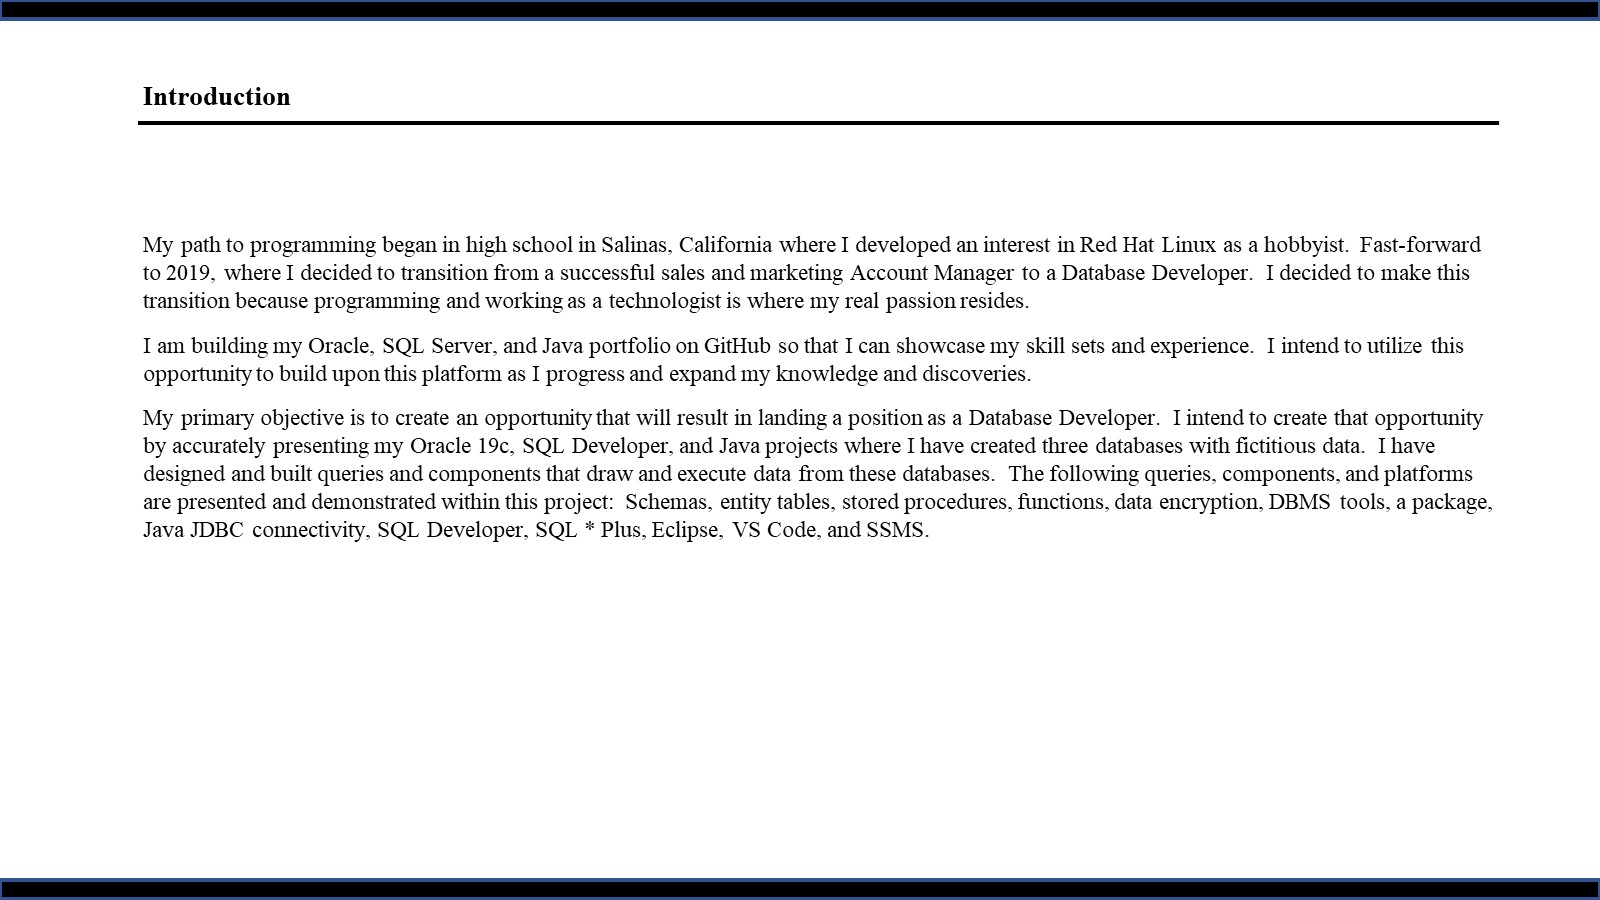 Introduction
My path to programming began in high school in Salinas, California where I developed an interest in Red Hat Linux as a hobbyist.  Fast-forward
to 2019, where I decided to transition from a successful sales and marketing Account Manager to a Database Developer.  I decided to make this
transition because programming and working as a technologist is where my real passion resides.
I am building my Oracle, SQL Server, and Java portfolio on GitHub so that I can showcase my skill sets and experience.  I intend to utilize this
opportunity to build upon this platform as I progress and expand my knowledge and discoveries.
My primary objective is to create an opportunity that will result in landing a position as a Database Developer.  I intend to create that opportunity
by accurately presenting my Oracle 19c, SQL Developer, and Java projects where I have created three databases with fictitious data.  I have
designed and built queries and components that draw and execute data from these databases.  The following queries, components, and platforms
are presented and demonstrated within this project:  Schemas, entity tables, stored procedures, functions, data encryption, DBMS tools, a package,
Java JDBC connectivity, SQL Developer, SQL * Plus, Eclipse, VS Code, and SSMS.